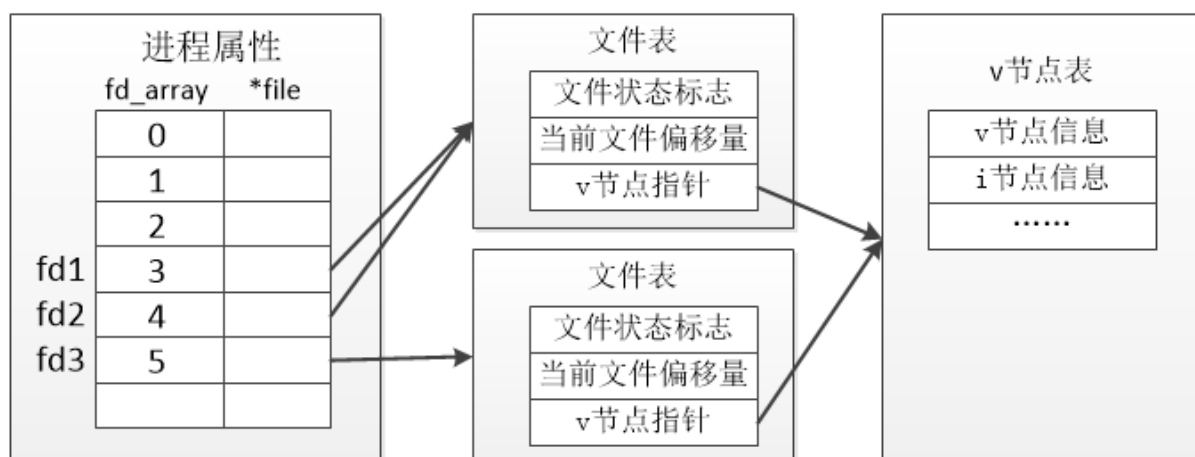 进程属性
fd_array *file
0
1
2
fd1 3
fd2 4
fd3 5
文件表
文件状态标志
当前文件偏移量
v节点指针
文件表
文件状态标志
当前文件偏移量
v节点指针
v节点表
v节点信息
i节点信息
……